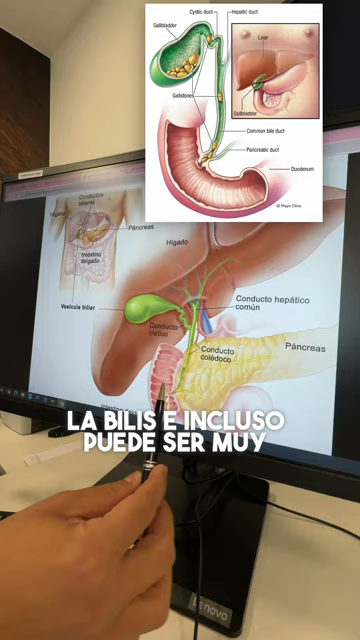 Cystic duct
Hepatic duct
Gallbladder
Liver
Gallbladder
Gallstones
Common bile duct
Pancreatic duct
Duodenum
© Mayo Clinic
Conductos
biliares
Hígado
Páncreas
Intestino
delgado
Hígado
Vesícula biliar
Conducto hepático
común
Conducto
cístico
Conducto
colédoco
Páncreas
LA BILIS E INCLUSO
PUEDE SER MUY
Lenovo